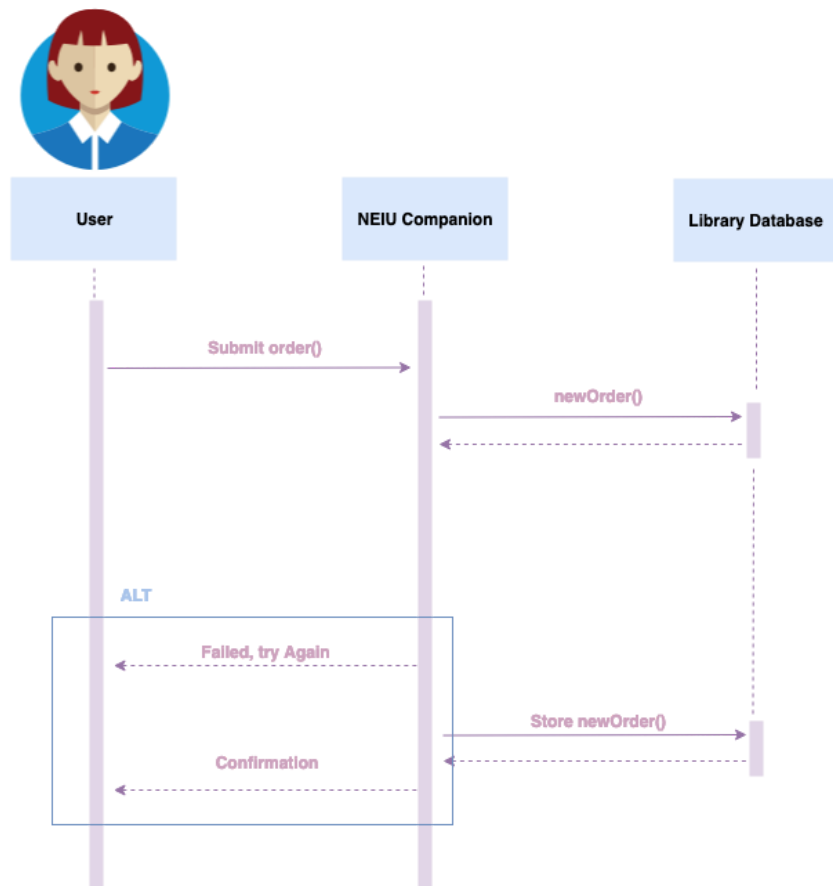 User
NEIU Companion
Library Database
Submit order()
newOrder()
ALT
Failed, try Again
Store newOrder()
Confirmation